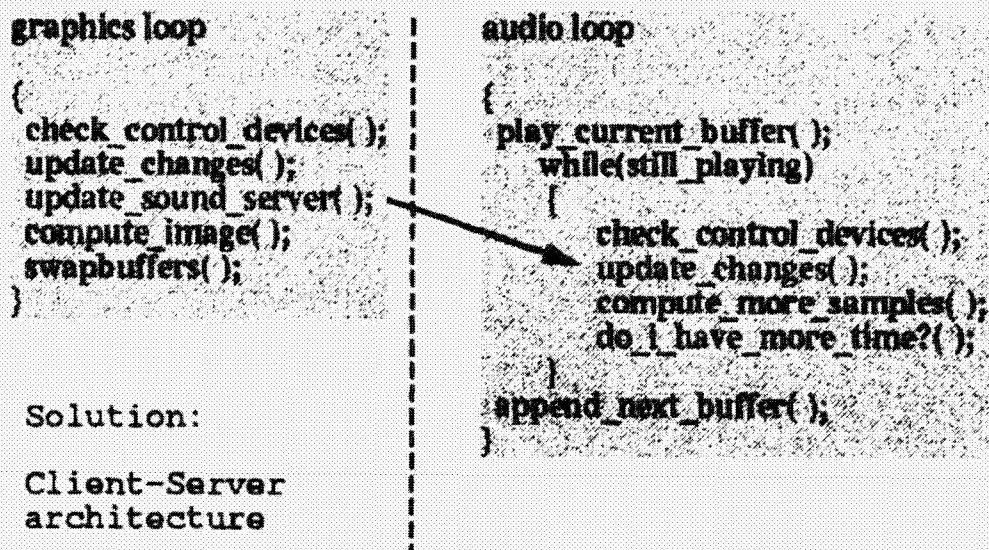 graphics loop
{
check_control_devices( );
update_changes( );
update_sound_server( );
compute_image( );
swapbuffers( );
}
Solution:
Client-Server
architecture
audio loop
{
play_current_buffer( );
while(still_playing)
{
check_control_devices( );
update_changes( );
compute_more_samples( );
do_i_have_more_time?( );
}
append_next_buffer( );
}